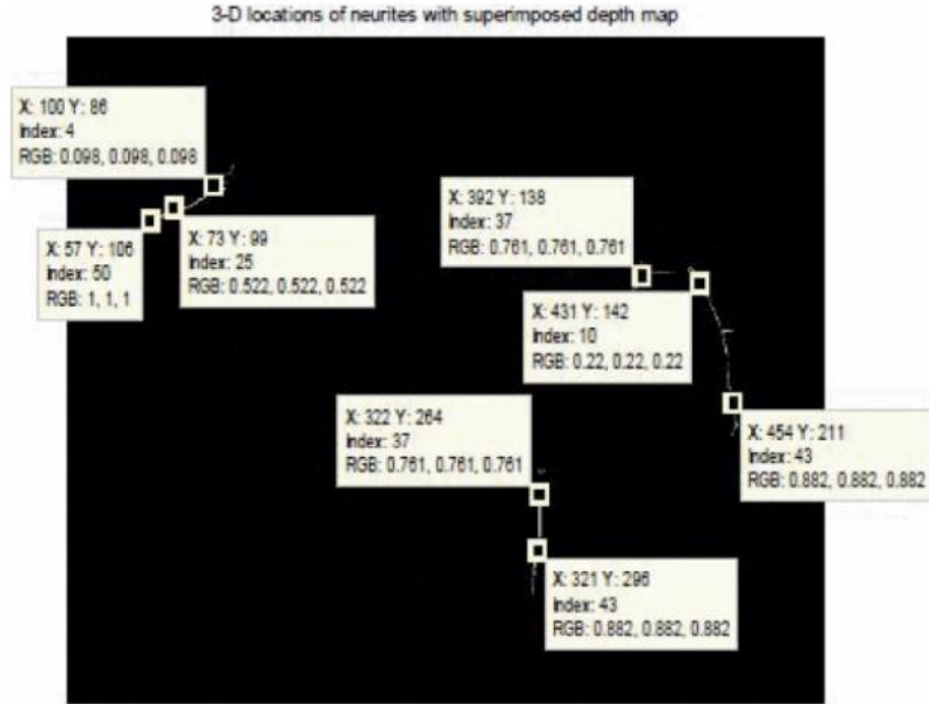 3-D locations of neurites with superimposed depth map
X: 100 Y: 86
Index: 4
RGB: 0.098, 0.098, 0.098
X: 57 Y: 106
Index: 50
RGB: 1, 1, 1
X: 73 Y: 99
Index: 25
RGB: 0.522, 0.522, 0.522
X: 392 Y: 138
Index: 37
RGB: 0.761, 0.761, 0.761
X: 431 Y: 142
Index: 10
RGB: 0.22, 0.22, 0.22
X: 322 Y: 264
Index: 37
RGB: 0.761, 0.761, 0.761
X: 454 Y: 211
Index: 43
RGB: 0.882, 0.882, 0.882
X: 321 Y: 296
Index: 43
RGB: 0.882, 0.882, 0.882